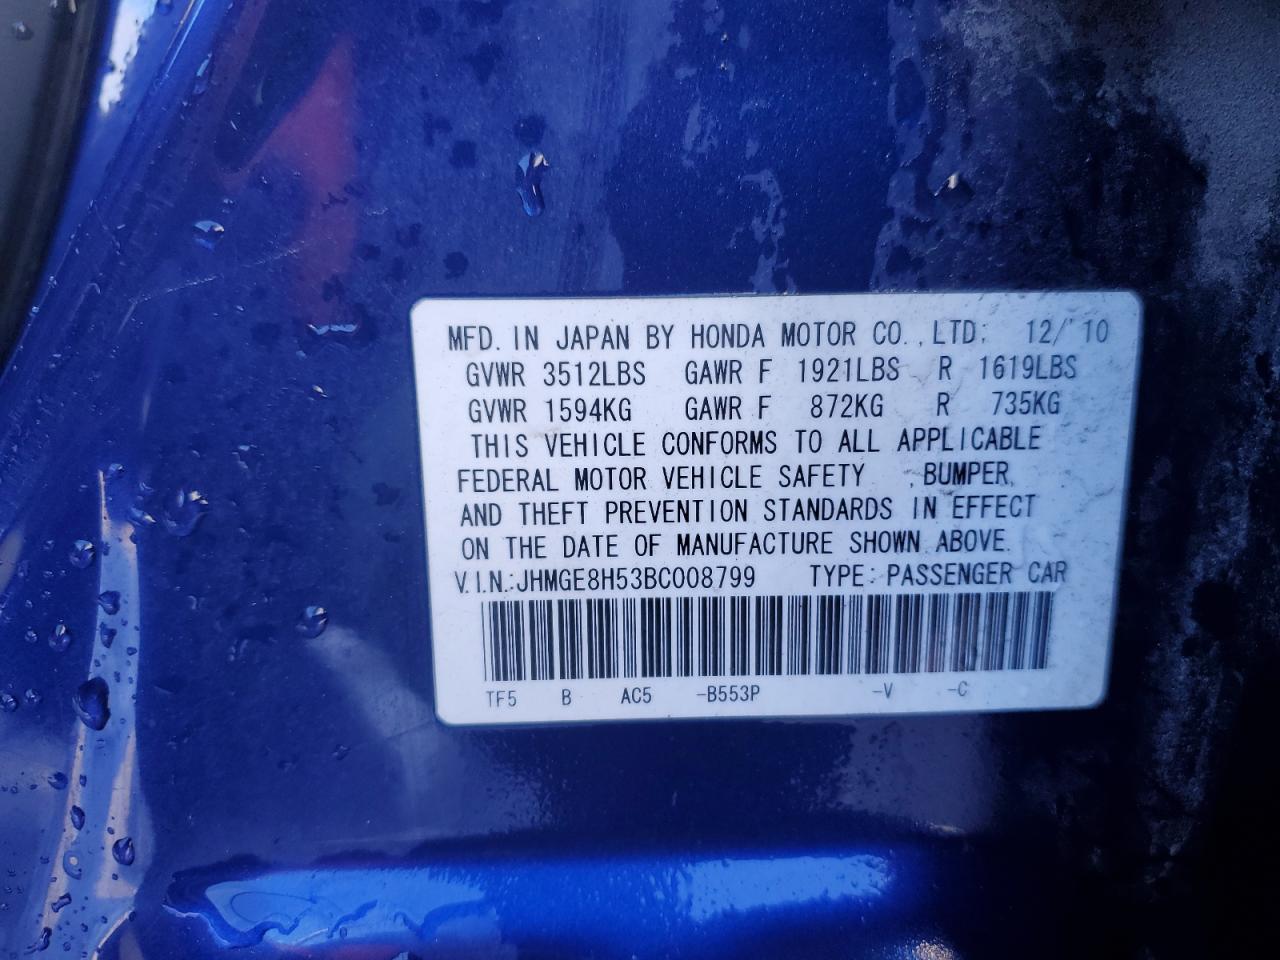 MFD. IN JAPAN BY HONDA MOTOR CO., LTD. 12/'10
GVWR 3512LBS GAWR F 1921LBS R 1619LBS
GVWR 1594KG GAWR F 872KG R 735KG
THIS VEHICLE CONFORMS TO ALL APPLICABLE
FEDERAL MOTOR VEHICLE SAFETY , BUMPER,
AND THEFT PREVENTION STANDARDS IN EFFECT
ON THE DATE OF MANUFACTURE SHOWN ABOVE.
V.I.N.:JHMGE8H53BC008799 TYPE: PASSENGER CAR
TF5 B AC5 -B553P -V -C